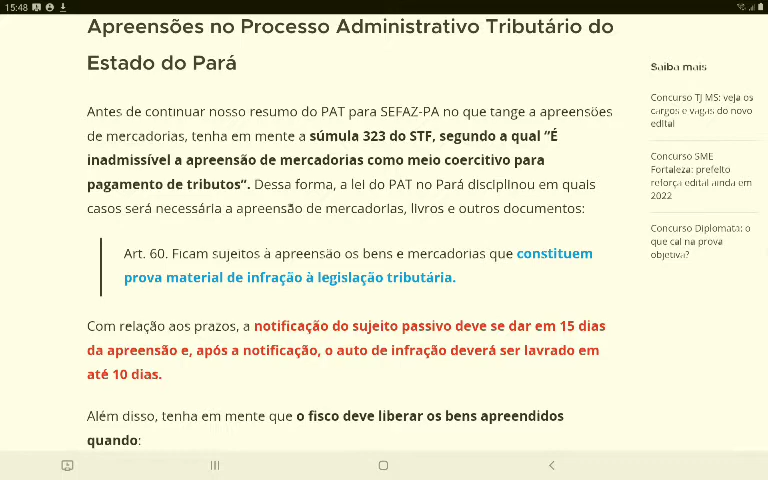 15:48
Apreensões no Processo Administrativo Tributário do
Estado do Pará
Antes de continuar nosso resumo do PAT para SEFAZ-PA no que tange a apreensões
de mercadorias, tenha em mente a súmula 323 do STF, segundo a qual “É
inadmissível a apreensão de mercadorias como meio coercitivo para
pagamento de tributos”. Dessa forma, a lei do PAT no Pará disciplinou em quais
casos será necessária a apreensão de mercadorias, livros e outros documentos:
Art. 60. Ficam sujeitos à apreensão os bens e mercadorias que constituem
prova material de infração à legislação tributária.
Com relação aos prazos, a notificação do sujeito passivo deve se dar em 15 dias
da apreensão e, após a notificação, o auto de infração deverá ser lavrado em
até 10 dias.
Além disso, tenha em mente que o fisco deve liberar os bens apreendidos
quando:
Saiba mais
Concurso TJ MS: veja os
cargos e vagas do novo
edital
Concurso SME
Fortaleza: prefeito
reforça edital ainda em
2022
Concurso Diplomata: o
que cai na prova
objetiva?